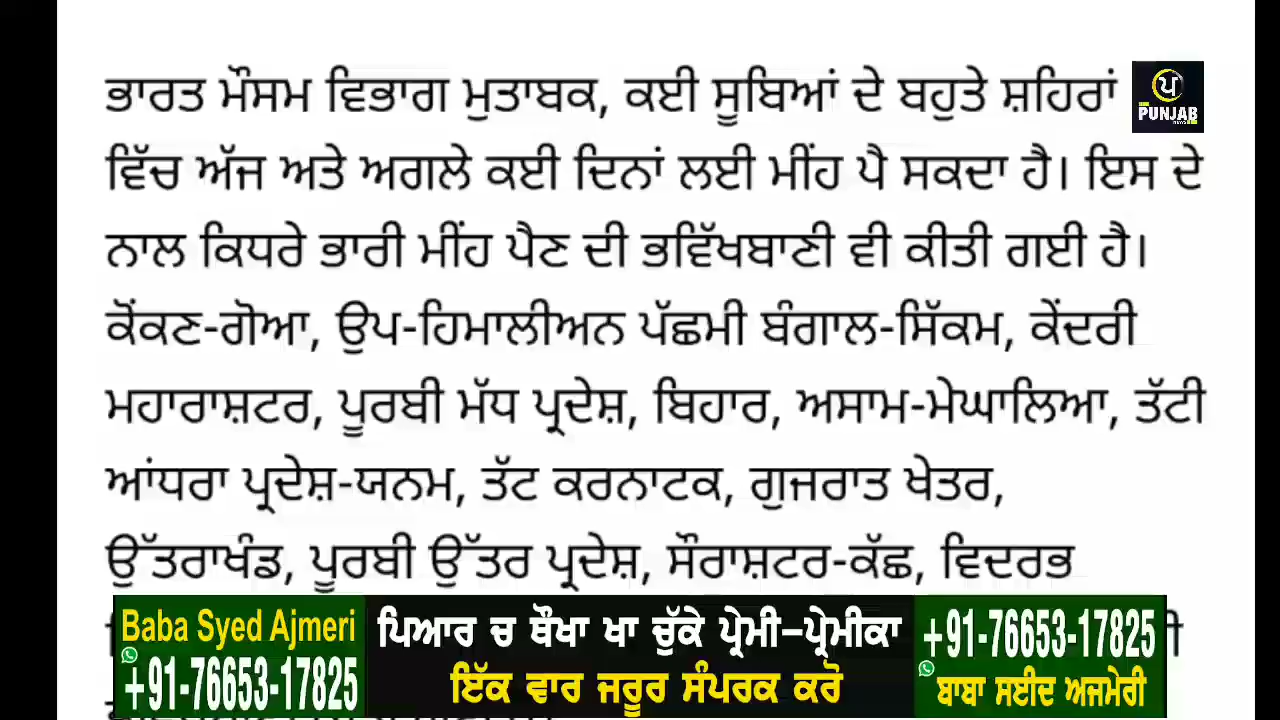 ਭਾਰਤ ਮੌਸਮ ਵਿਭਾਗ ਮੁਤਾਬਕ, ਕਈ ਸੂਬਿਆਂ ਦੇ ਬਹੁਤੇ ਸ਼ਹਿਰਾਂ
ਪ
PUNJAB
NEWS
ਵਿੱਚ ਅੱਜ ਅਤੇ ਅਗਲੇ ਕਈ ਦਿਨਾਂ ਲਈ ਮੀਂਹ ਪੈ ਸਕਦਾ ਹੈ। ਇਸ ਦੇ
ਨਾਲ ਕਿਧਰੇ ਭਾਰੀ ਮੀਂਹ ਪੈਣ ਦੀ ਭਵਿੱਖਬਾਣੀ ਵੀ ਕੀਤੀ ਗਈ ਹੈ।
ਕੋਂਕਣ-ਗੋਆ, ਉਪ-ਹਿਮਾਲੀਅਨ ਪੱਛਮੀ ਬੰਗਾਲ-ਸਿੱਕਮ, ਕੇਂਦਰੀ
ਮਹਾਰਾਸ਼ਟਰ, ਪੂਰਬੀ ਮੱਧ ਪ੍ਰਦੇਸ਼, ਬਿਹਾਰ, ਅਸਾਮ-ਮੇਘਾਲਿਆ, ਤੱਟੀ
ਆਂਧਰਾ ਪ੍ਰਦੇਸ਼-ਯਨਮ, ਤੱਟ ਕਰਨਾਟਕ, ਗੁਜਰਾਤ ਖੇਤਰ,
ਉੱਤਰਾਖੰਡ, ਪੂਰਬੀ ਉੱਤਰ ਪ੍ਰਦੇਸ਼, ਸੌਰਾਸ਼ਟਰ-ਕੱਛ, ਵਿਦਰਭ
Baba Syed Ajmeri
+91-76653-17825
ਪਿਆਰ ਚ ਥੌਖਾ ਖਾ ਚੁੱਕੇ ਪ੍ਰੇਮੀ-ਪ੍ਰੇਮੀਕਾ
ਇੱਕ ਵਾਰ ਜਰੂਰ ਸੰਪਰਕ ਕਰੋ
+91-76653-17825
ਬਾਬਾ ਸਈਦ ਅਜਮੇਰੀ